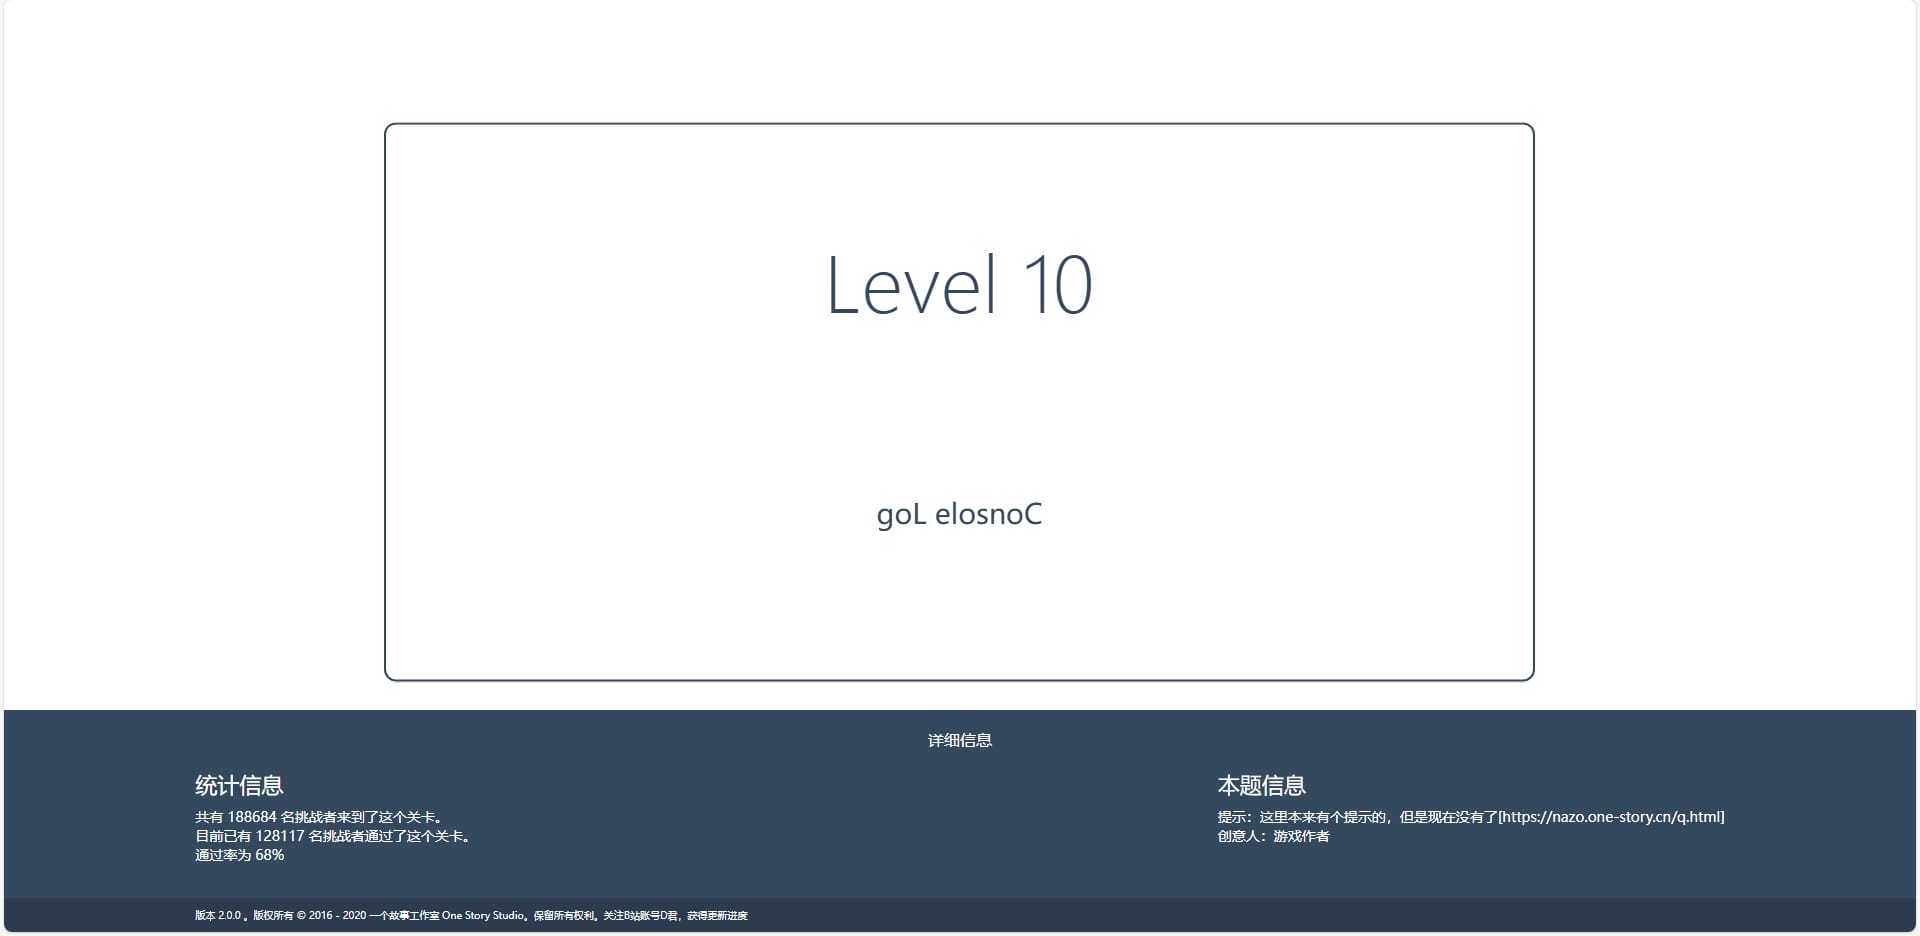 Level 10
goL elosnoC
详细信息
统计信息
共有 188684 名挑战者来到了这个关卡。
目前已有 128117 名挑战者通过了这个关卡。
通过率为 68%
本题信息
提示：这里本来有个提示的，但是现在没有了[https://nazo.one-story.cn/q.html]
创意人：游戏作者
版本 2.0.0 。版权所有 © 2016 - 2020 一个故事工作室 One Story Studio。保留所有权利。关注B站账号D君，获得更新进度